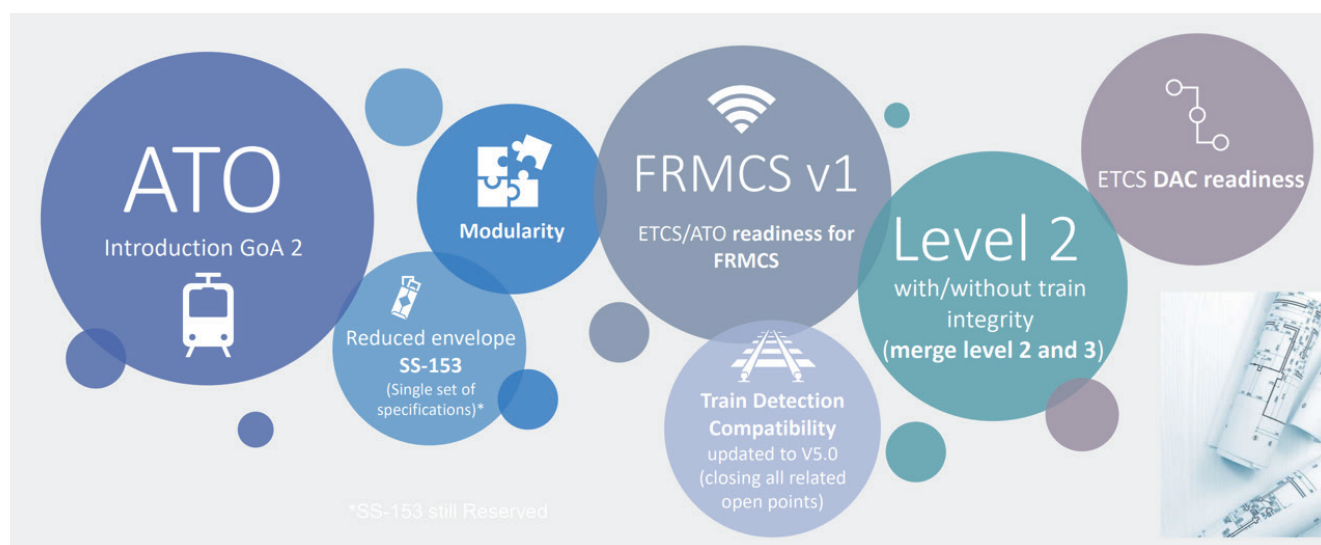 ATO
Introduction GoA 2
Reduced envelope
SS-153
(Single set of
specifications)*
Modularity
FRMCS v1
ETCS/ATO readiness for
FRMCS
Train Detection
Compatibility
updated to V5.0
(closing all related
open points)
Level 2
with/without train
integrity
(merge level 2 and 3)
ETCS DAC readiness
*SS-153 still Reserved